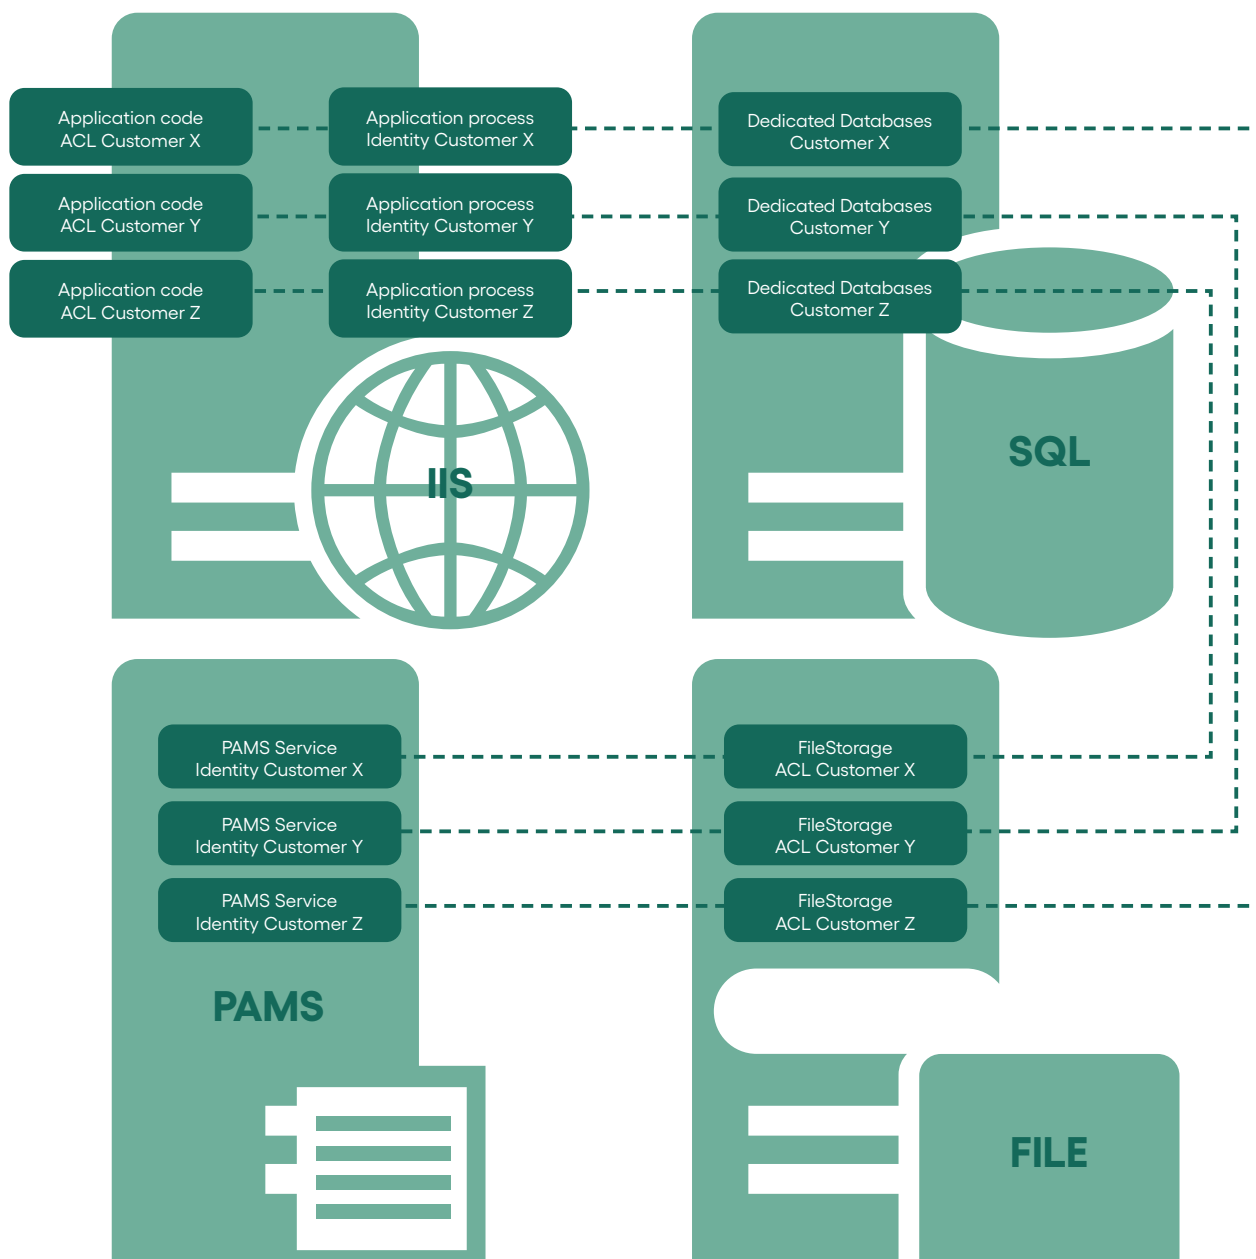 Application code
ACL Customer X
Application process
Identity Customer X
Dedicated Databases
Customer X
Application code
ACL Customer Y
Application process
Identity Customer Y
Dedicated Databases
Customer Y
Application code
ACL Customer Z
Application process
Identity Customer Z
Dedicated Databases
Customer Z
IIS
SQL
PAMS Service
Identity Customer X
FileStorage
ACL Customer X
PAMS Service
Identity Customer Y
FileStorage
ACL Customer Y
PAMS Service
Identity Customer Z
FileStorage
ACL Customer Z
PAMS
FILE